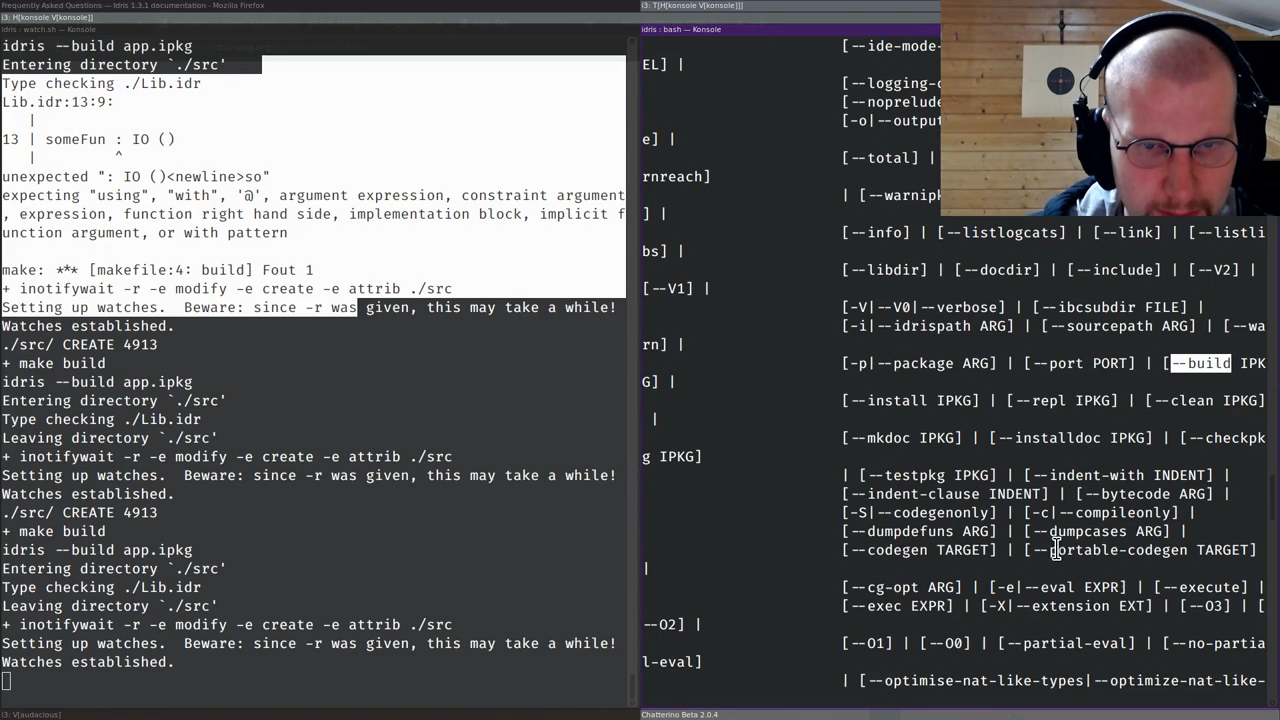 Frequently Asked Questions — Idris 1.3.1 documentation - Mozilla Firefox
i3: H[konsole V[konsole]]
idris : watch.sh — Konsole
idris --build app.ipkg
Entering directory `./src'
Type checking ./Lib.idr
Lib.idr:13:9:
|
13 | someFun : IO ()
| ^
unexpected ": IO ()<newline>so"
expecting "using", "with", '@', argument expression, constraint argument
, expression, function right hand side, implementation block, implicit f
unction argument, or with pattern
make: *** [makefile:4: build] Fout 1
+ inotifywait -r -e modify -e create -e attrib ./src
Setting up watches.  Beware: since -r was given, this may take a while!
Watches established.
./src/ CREATE 4913
+ make build
idris --build app.ipkg
Entering directory `./src'
Type checking ./Lib.idr
Leaving directory `./src'
+ inotifywait -r -e modify -e create -e attrib ./src
Setting up watches.  Beware: since -r was given, this may take a while!
Watches established.
./src/ CREATE 4913
+ make build
idris --build app.ipkg
Entering directory `./src'
Type checking ./Lib.idr
Leaving directory `./src'
+ inotifywait -r -e modify -e create -e attrib ./src
Setting up watches.  Beware: since -r was given, this may take a while!
Watches established.
i3: V[audacious]
i3: T[H[konsole V[konsole]]]
idris : bash — Konsole
[--ide-mode-
EL] |
[--logging-
[--noprelude
[-o|--outpu
e] |
[--total] |
rnreach]
| [--warnipk
] |
[--info] | [--listlogcats] | [--link] | [--listli
bs] |
[--libdir] | [--docdir] | [--include] | [--V2] |
[--V1] |
[-V|--V0|--verbose] | [--ibcsubdir FILE] |
[-i|--idrispath ARG] | [--sourcepath ARG] | [--wa
rn] |
[-p|--package ARG] | [--port PORT] | [--build IPK
G] |
[--install IPKG] | [--repl IPKG] | [--clean IPKG]
|
[--mkdoc IPKG] | [--installdoc IPKG] | [--checkpk
g IPKG]
| [--testpkg IPKG] | [--indent-with INDENT] |
[--indent-clause INDENT] | [--bytecode ARG] |
[-S|--codegenonly] | [-c|--compileonly] |
[--dumpdefuns ARG] | [--dumpcases ARG] |
[--codegen TARGET] | [--portable-codegen TARGET]
|
[--cg-opt ARG] | [-e|--eval EXPR] | [--execute] |
[--exec EXPR] | [-X|--extension EXT] | [--O3] | [
--O2] |
[--O1] | [--O0] | [--partial-eval] | [--no-partia
l-eval]
| [--optimise-nat-like-types|--optimize-nat-like-
Chatterino Beta 2.0.4